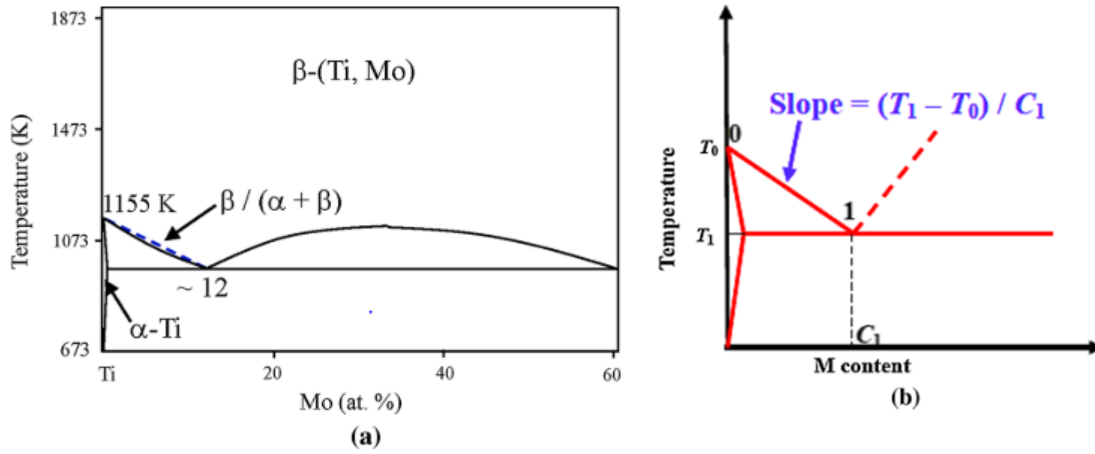 1873
1473
1073
673
Temperature (K)
β-(Ti, Mo)
1155 K
β / (α + β)
~ 12
α-Ti
Ti
20
40
60
Mo (at. %)
(a)
Slope = (T₁ – T₀) / C₁
T₀
0
1
T₁
Temperature
C₁
M content
(b)